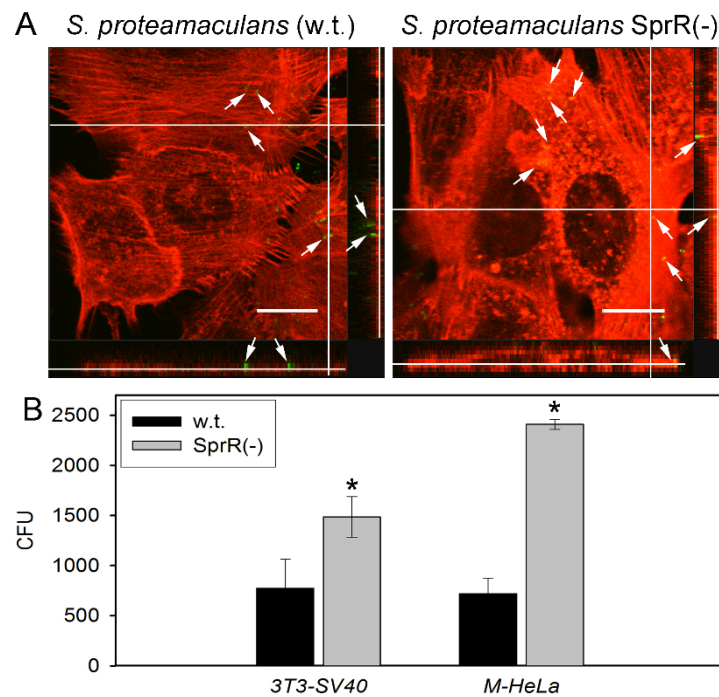 A
S. proteamaculans (w.t.)
S. proteamaculans SprR(-)
B
2500
2000
1500
1000
500
0
CFU
w.t.
SprR(-)
*
*
3T3-SV40
M-HeLa